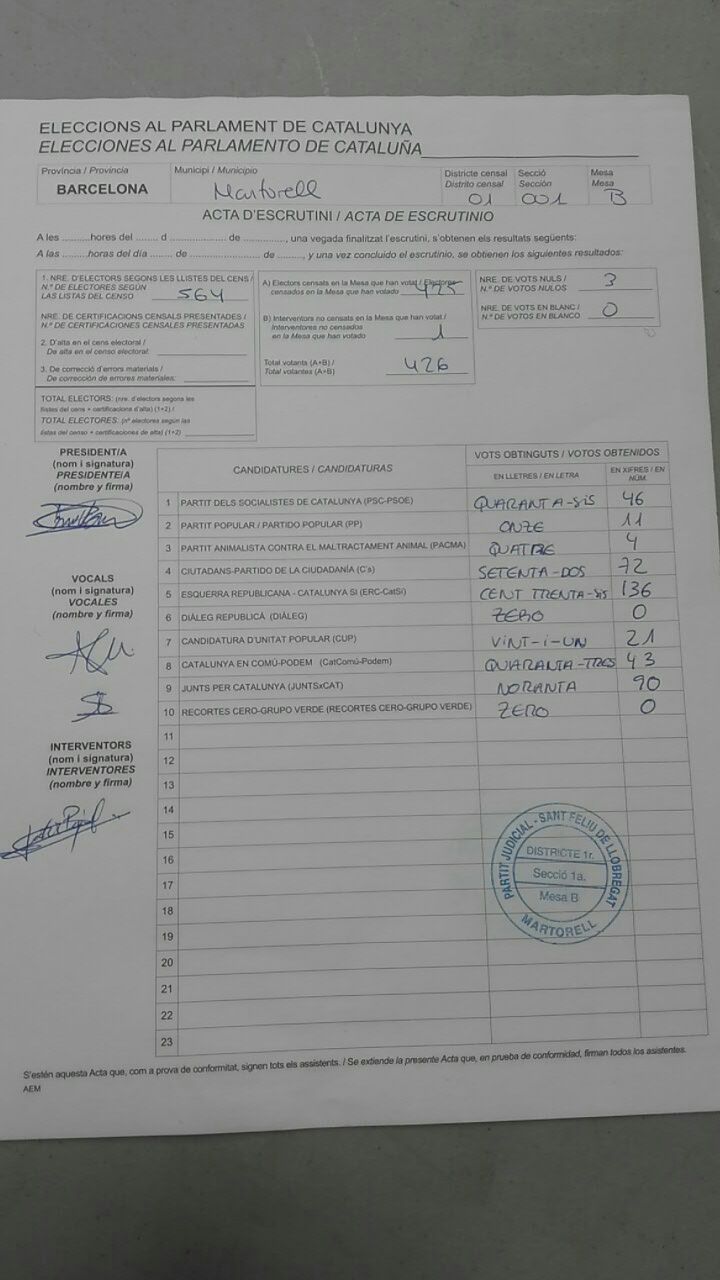 ELECCIONS AL PARLAMENT DE CATALUNYA
ELECCIONES AL PARLAMENTO DE CATALUÑA
Província / Provincia
BARCELONA
Municipi / Municipio
Martorell
Districte censal
Distrito censal
01
Secció
Sección
001
Mesa
Mesa
B
ACTA D'ESCRUTINI / ACTA DE ESCRUTINIO
A les ..........hores del ........ d ................ de .............., una vegada finalitzat l'escrutini, s'obtenen els resultats següents:
A las ..........horas del día ........ de ................ de .............., y una vez concluido el escrutinio, se obtienen los siguientes resultados:
1. NRE. D'ELECTORS SEGONS LES LLISTES DEL CENS /
N.º DE ELECTORES SEGÚN
LAS LISTAS DEL CENSO 564
NRE. DE CERTIFICACIONS CENSALS PRESENTADES /
N.º DE CERTIFICACIONES CENSALES PRESENTADAS
2. D'alta en el cens electoral /
De alta en el censo electoral:
3. De correcció d'errors materials /
De corrección de errores materiales:
TOTAL ELECTORS: (nre. d'electors segons les
llistes del cens + certificacions d'alta) (1+2) /
TOTAL ELECTORES: (nº electores según las
listas del censo + certificaciones de alta) (1+2)
A) Electors censats en la Mesa que han votat / Electores
censados en la Mesa que han votado 425
B) Interventors no censats en la Mesa que han votat /
Interventores no censados
en la Mesa que han votado 1
Total votants (A+B) /
Total votantes (A+B) 426
NRE. DE VOTS NULS /
N.º DE VOTOS NULOS 3
NRE. DE VOTS EN BLANC /
N.º DE VOTOS EN BLANCO 0
PRESIDENT/A
(nom i signatura)
PRESIDENTE/A
(nombre y firma)
VOCALS
(nom i signatura)
VOCALES
(nombre y firma)
INTERVENTORS
(nom i signatura)
INTERVENTORES
(nombre y firma)
CANDIDATURES / CANDIDATURAS
VOTS OBTINGUTS / VOTOS OBTENIDOS
EN LLETRES / EN LETRA
EN XIFRES / EN NÚM.
1 PARTIT DELS SOCIALISTES DE CATALUNYA (PSC-PSOE) QUARANTA-SIS 46
2 PARTIT POPULAR / PARTIDO POPULAR (PP) ONZE 11
3 PARTIT ANIMALISTA CONTRA EL MALTRACTAMENT ANIMAL (PACMA) QUATRE 4
4 CIUTADANS-PARTIDO DE LA CIUDADANÍA (C's) SETENTA-DOS 72
5 ESQUERRA REPUBLICANA - CATALUNYA SI (ERC-CatSí) CENT TRENTA-SIS 136
6 DIÀLEG REPUBLICÀ (DIÀLEG) ZERO 0
7 CANDIDATURA D'UNITAT POPULAR (CUP) VINT-I-UN 21
8 CATALUNYA EN COMÚ-PODEM (CatComú-Podem) QUARANTA-TRES 43
9 JUNTS PER CATALUNYA (JUNTSxCAT) NORANTA 90
10 RECORTES CERO-GRUPO VERDE (RECORTES CERO-GRUPO VERDE) ZERO 0
11
12
13
14
15
16
17
18
19
20
21
22
23
PARTIT JUDICIAL - SANT FELIU DE LLOBREGAT
DISTRICTE 1r.
Secció 1a.
Mesa B
MARTORELL
S'estén aquesta Acta que, com a prova de conformitat, signen tots els assistents. / Se extiende la presente Acta que, en prueba de conformidad, firman todos los asistentes.
AEM